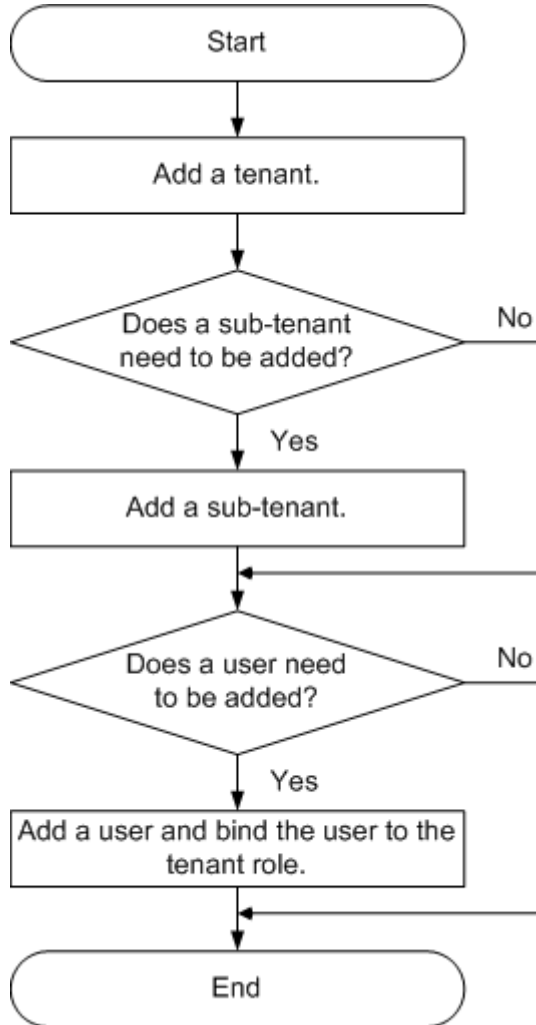 Start
Add a tenant.
Does a sub-tenant
need to be added?
No
Yes
Add a sub-tenant.
Does a user need
to be added?
No
Yes
Add a user and bind the user to the
tenant role.
End